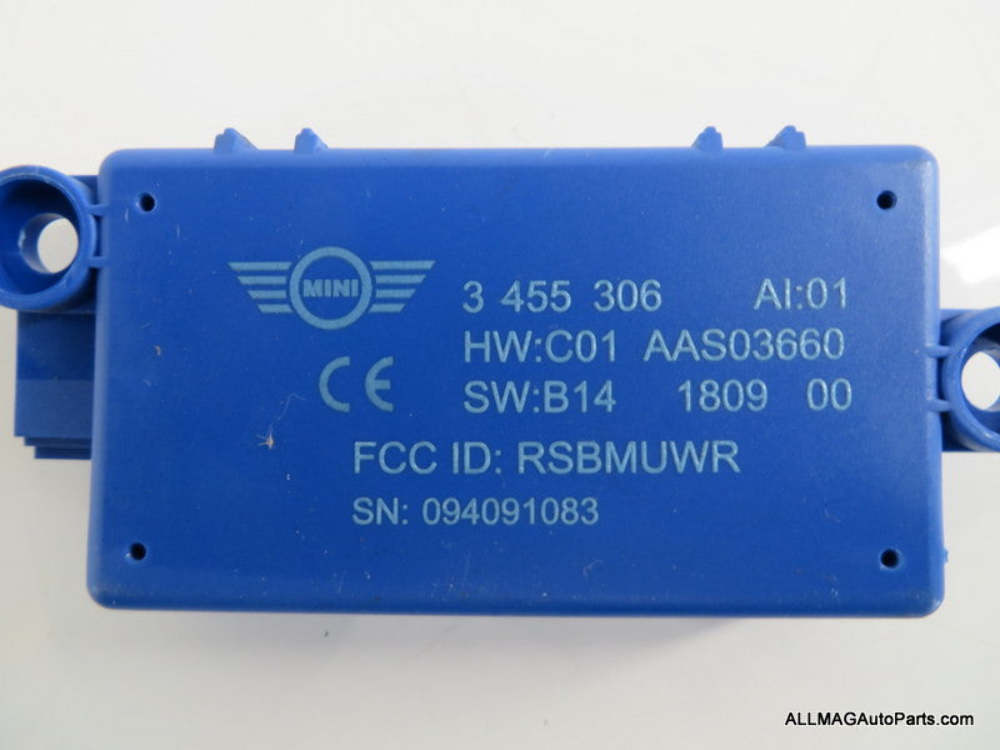 MINI
3 455 306 AI:01
HW:C01 AAS03660
CE SW:B14 1809 00
FCC ID: RSBMUWR
SN: 094091083
ALLMAGAutoParts.com